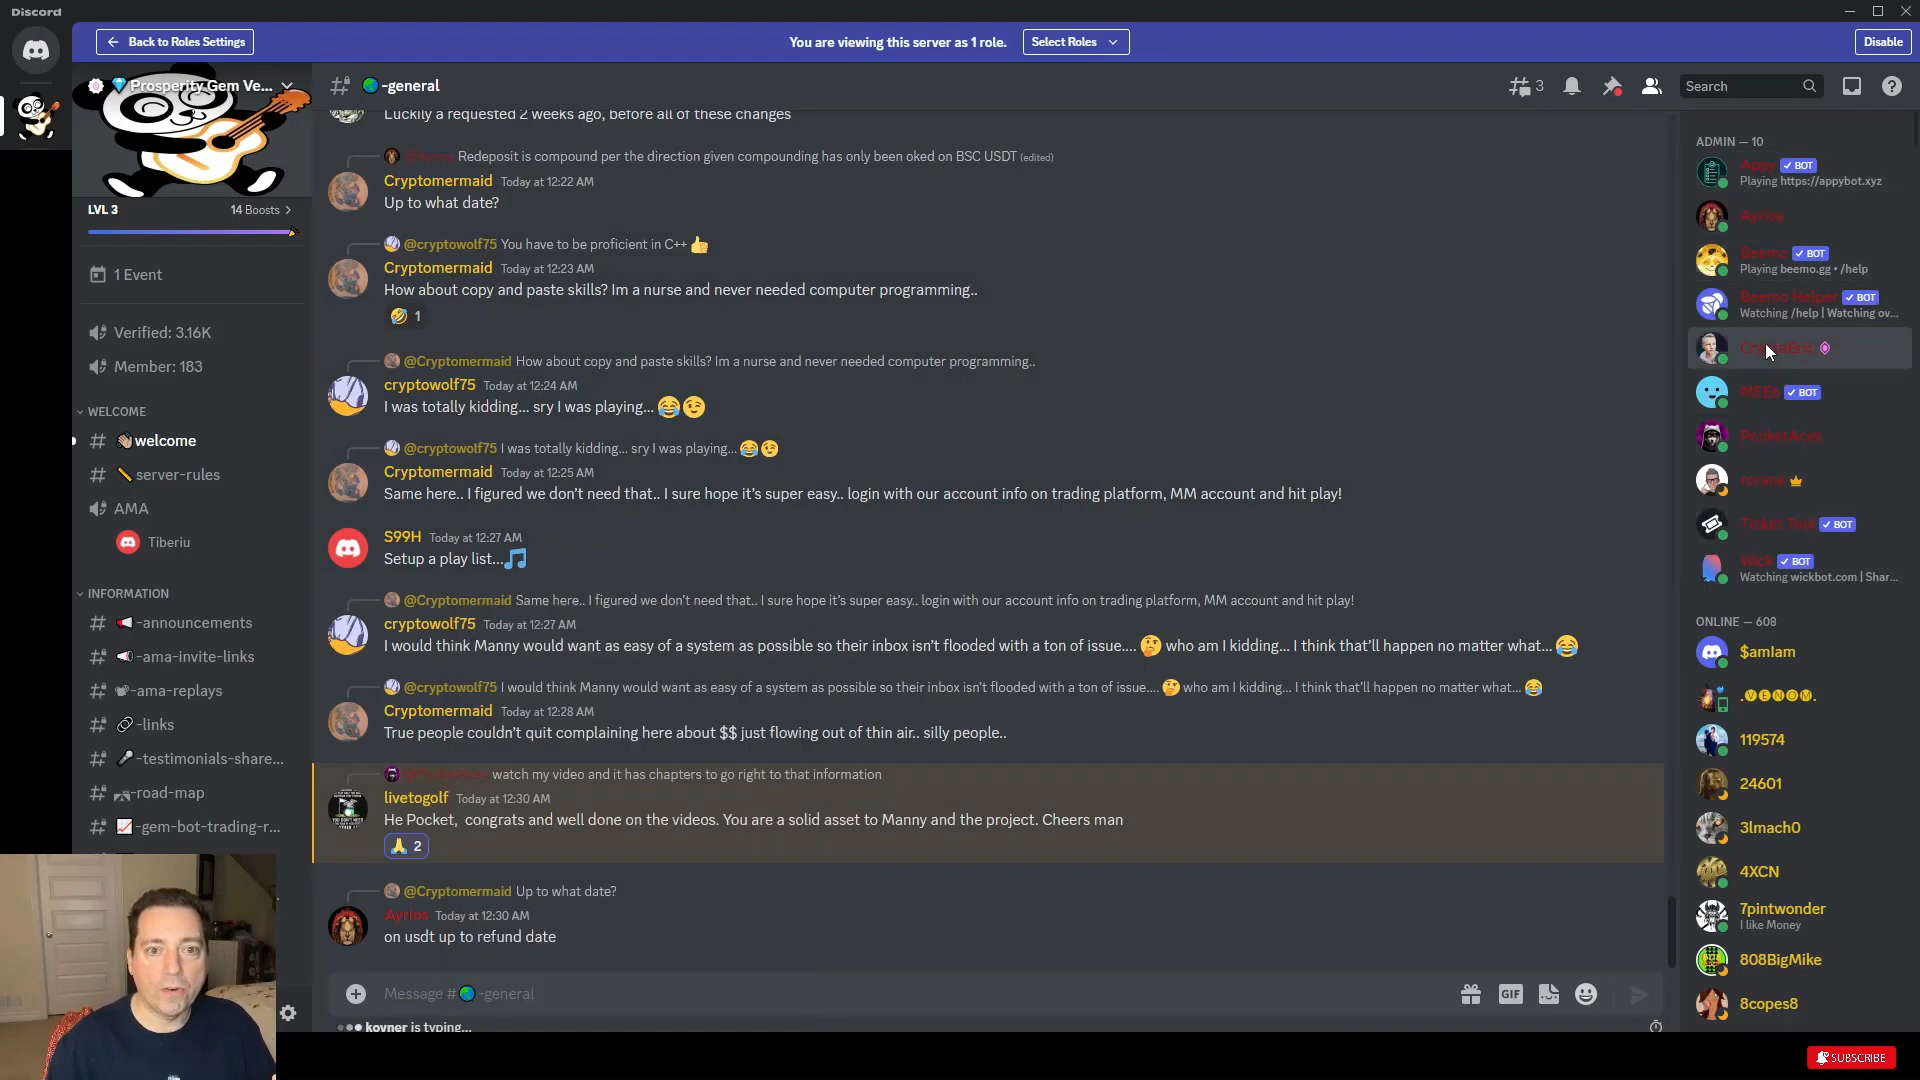 Discord
Back to Roles Settings
You are viewing this server as 1 role.
Select Roles
Disable
Prosperity Gem Ve...
LVL 3
14 Boosts
1 Event
Verified: 3.16K
Member: 183
WELCOME
welcome
server-rules
AMA
Tiberiu
INFORMATION
-announcements
-ama-invite-links
-ama-replays
-links
-testimonials-share...
-road-map
-gem-bot-trading-r...
-general
3
Search
Luckily a requested 2 weeks ago, before all of these changes
@Ayrios Redeposit is compound per the direction given compounding has only been oked on BSC USDT (edited)
Cryptomermaid Today at 12:22 AM
Up to what date?
@cryptowolf75 You have to be proficient in C++ 👍
Cryptomermaid Today at 12:23 AM
How about copy and paste skills? Im a nurse and never needed computer programming..
🤣 1
@Cryptomermaid How about copy and paste skills? Im a nurse and never needed computer programming..
cryptowolf75 Today at 12:24 AM
I was totally kidding... sry I was playing... 😂😉
@cryptowolf75 I was totally kidding... sry I was playing... 😂😉
Cryptomermaid Today at 12:25 AM
Same here.. I figured we don't need that.. I sure hope it's super easy.. login with our account info on trading platform, MM account and hit play!
S99H Today at 12:27 AM
Setup a play list...🎵
@Cryptomermaid Same here.. I figured we don't need that.. I sure hope it's super easy.. login with our account info on trading platform, MM account and hit play!
cryptowolf75 Today at 12:27 AM
I would think Manny would want as easy of a system as possible so their inbox isn't flooded with a ton of issue.... 🤔 who am I kidding... I think that'll happen no matter what... 😂
@cryptowolf75 I would think Manny would want as easy of a system as possible so their inbox isn't flooded with a ton of issue.... 🤔 who am I kidding... I think that'll happen no matter what... 😂
Cryptomermaid Today at 12:28 AM
True people couldn't quit complaining here about $$ just flowing out of thin air.. silly people..
watch my video and it has chapters to go right to that information
livetogolf Today at 12:30 AM
He Pocket, congrats and well done on the videos. You are a solid asset to Manny and the project. Cheers man
🙏 2
@Cryptomermaid Up to what date?
Ayrios Today at 12:30 AM
on usdt up to refund date
Message # 🌍-general
GIF
kovner is typing...
ADMIN — 10
Appy BOT
Playing https://appybot.xyz
Ayrios
Beemo BOT
Playing beemo.gg • /help
Beemo Helper BOT
Watching /help | Watching ov...
MEE6 BOT
PocketAces
Ticket Tool BOT
Wick BOT
Watching wickbot.com | Shar...
ONLINE — 608
$amIam
.VENOM.
119574
24601
3lmach0
4XCN
7pintwonder
I like Money
808BigMike
8copes8
SUBSCRIBE